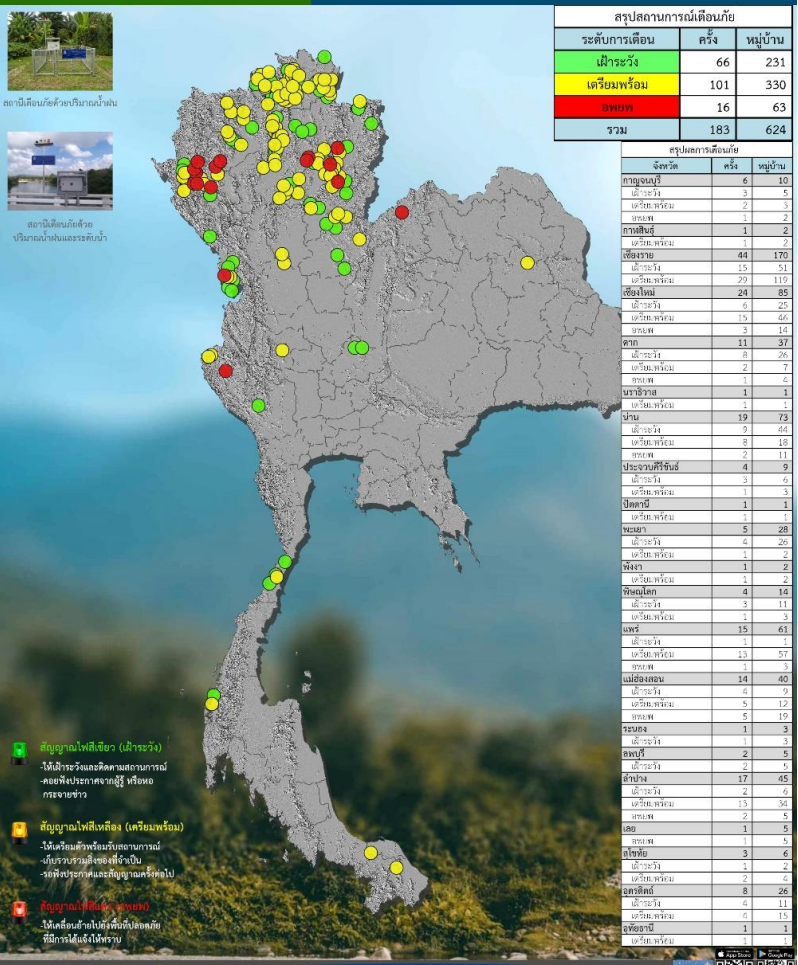 สถานีเตือนภัยด้วยปริมาณน้ำฝน
สถานีเตือนภัยด้วย
ปริมาณน้ำฝนและระดับน้ำ
สรุปสถานการณ์เตือนภัย
ระดับการเตือน ครั้ง หมู่บ้าน
เฝ้าระวัง 66 231
เตรียมพร้อม 101 330
อพยพ 16 63
รวม 183 624
สรุปผลการเตือนภัย
จังหวัด ครั้ง หมู่บ้าน
กาญจนบุรี 6 10
เฝ้าระวัง 3 5
เตรียมพร้อม 2 3
อพยพ 1 2
กาฬสินธุ์ 1 2
เตรียมพร้อม 1 2
เชียงราย 44 170
เฝ้าระวัง 15 51
เตรียมพร้อม 29 119
เชียงใหม่ 24 85
เฝ้าระวัง 6 25
เตรียมพร้อม 15 46
อพยพ 3 14
ตาก 11 37
เฝ้าระวัง 8 26
เตรียมพร้อม 2 7
อพยพ 1 4
นราธิวาส 1 1
เตรียมพร้อม 1 1
น่าน 19 73
เฝ้าระวัง 9 44
เตรียมพร้อม 8 18
อพยพ 2 11
ประจวบคีรีขันธ์ 4 9
เฝ้าระวัง 3 6
เตรียมพร้อม 1 3
ปัตตานี 1 1
เตรียมพร้อม 1 1
พะเยา 5 28
เฝ้าระวัง 4 26
เตรียมพร้อม 1 2
พังงา 1 2
เตรียมพร้อม 1 2
พิษณุโลก 4 14
เฝ้าระวัง 3 11
เตรียมพร้อม 1 3
แพร่ 15 61
เฝ้าระวัง 1 1
เตรียมพร้อม 13 57
อพยพ 1 3
แม่ฮ่องสอน 14 40
เฝ้าระวัง 4 9
เตรียมพร้อม 5 12
อพยพ 5 19
ระนอง 1 3
เฝ้าระวัง 1 3
ลพบุรี 2 5
เฝ้าระวัง 2 5
ลำปาง 17 45
เฝ้าระวัง 2 6
เตรียมพร้อม 13 34
อพยพ 2 5
เลย 1 5
อพยพ 1 5
สุโขทัย 3 6
เฝ้าระวัง 1 2
เตรียมพร้อม 2 4
อุตรดิตถ์ 8 26
เฝ้าระวัง 4 11
เตรียมพร้อม 4 15
อุทัยธานี 1 1
เตรียมพร้อม 1 1
สัญญาณไฟสีเขียว (เฝ้าระวัง)
-ให้เฝ้าระวังและติดตามสถานการณ์
-คอยฟังประกาศจากผู้รู้ หรือหอ
กระจายข่าว
สัญญาณไฟสีเหลือง (เตรียมพร้อม)
-ให้เตรียมตัวพร้อมรับสถานการณ์
-เก็บรวบรวมสิ่งของที่จำเป็น
-รอฟังประกาศและสัญญาณครั้งต่อไป
สัญญาณไฟสีแดง (อพยพ)
-ให้เคลื่อนย้ายไปยังพื้นที่ปลอดภัย
ที่มีการได้แจ้งให้ทราบ
App Store Google Play